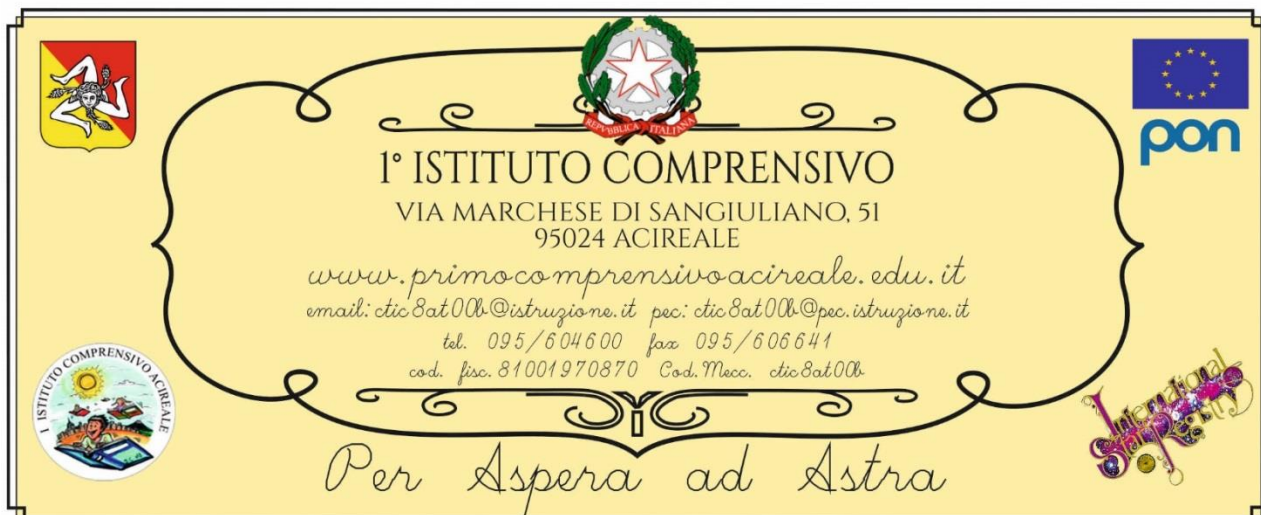 REPVBBLICA ITALIANA
pon
1° ISTITUTO COMPRENSIVO
VIA MARCHESE DI SANGIULIANO, 51
95024 ACIREALE
www.primocomprensivoacireale.edu.it
email: ctic8at00b@istruzione.it pec: ctic8at00b@pec.istruzione.it
tel. 095/604600 fax 095/606641
cod. fisc. 81001970870 Cod.Mecc. ctic8at00b
I ISTITUTO COMPRENSIVO ACIREALE
International
Star Registry
Per Aspera ad Astra